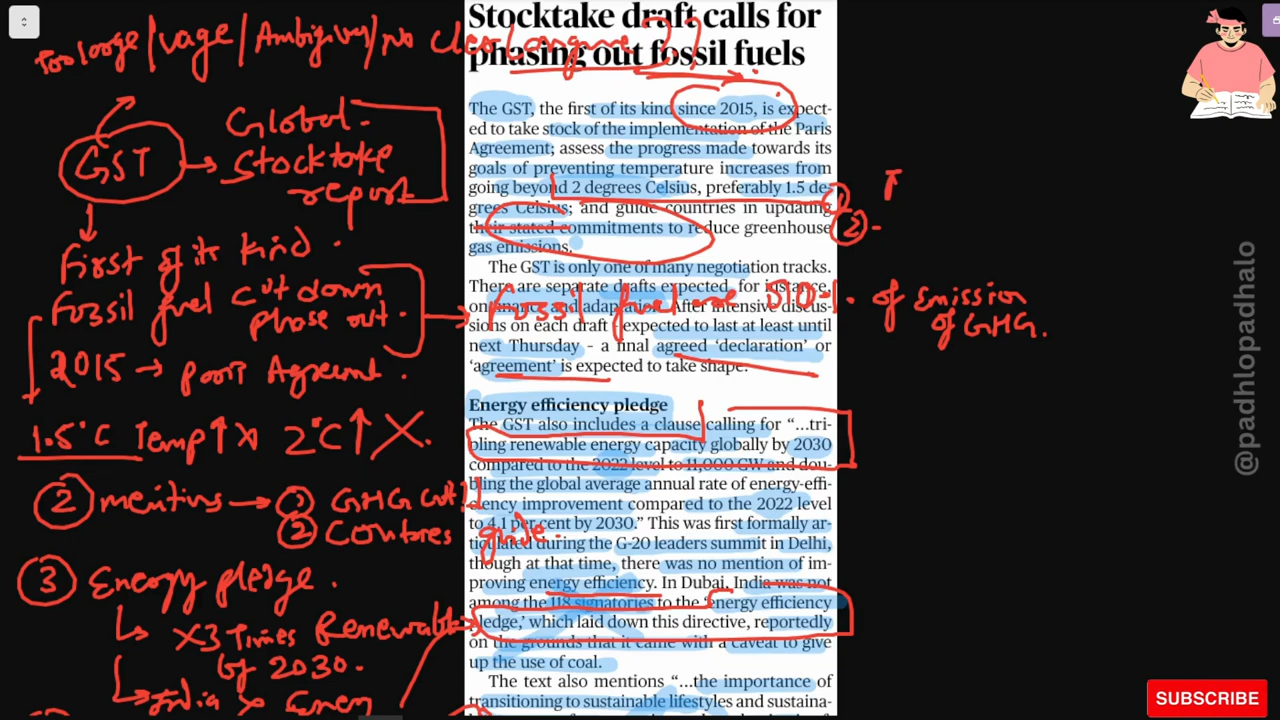 Too large/vage/Ambigius/no clear language ? !
GST → Global
Stocktake
report
First of its kind
Fossil fuel cut down
phase out.
2015 → paris Agreement.
1.5°C Temp↑ x 2°C↑ X.
② mentins → ① GHG cut ↓
② Contares guide.
③ Energy pledge.
X3 Times Renewable
by 2030.
India x Energy
Stocktake draft calls for
phasing out fossil fuels
The GST, the first of its kind since 2015, is expect-
ed to take stock of the implementation of the Paris
Agreement; assess the progress made towards its
goals of preventing temperature increases from
going beyond 2 degrees Celsius, preferably 1.5 de-
grees Celsius; and guide countries in updating
their stated commitments to reduce greenhouse
gas emissions.
The GST is only one of many negotiation tracks.
There are separate drafts expected, for instance,
on finance and adaptation. After intensive discus-
sions on each draft (expected to last at least until
next Thursday – a final agreed ‘declaration’ or
‘agreement’ is expected to take shape.
Energy efficiency pledge
The GST also includes a clause calling for “...tri-
pling renewable energy capacity globally by 2030
compared to the 2022 level to 11,000 GW and dou-
bling the global average annual rate of energy-effi-
ciency improvement compared to the 2022 level
to 4.1 per cent by 2030.” This was first formally ar-
ticulated during the G-20 leaders summit in Delhi,
though at that time, there was no mention of im-
proving energy efficiency. In Dubai, India was not
among the 118 signatories to the ‘energy efficiency
pledge,’ which laid down this directive, reportedly
on the grounds that it came with a caveat to give
up the use of coal.
The text also mentions “...the importance of
transitioning to sustainable lifestyles and sustaina-
Fossil fuel are 80%. of Emission
of GHG.
②
@padhlopadhalo
SUBSCRIBE